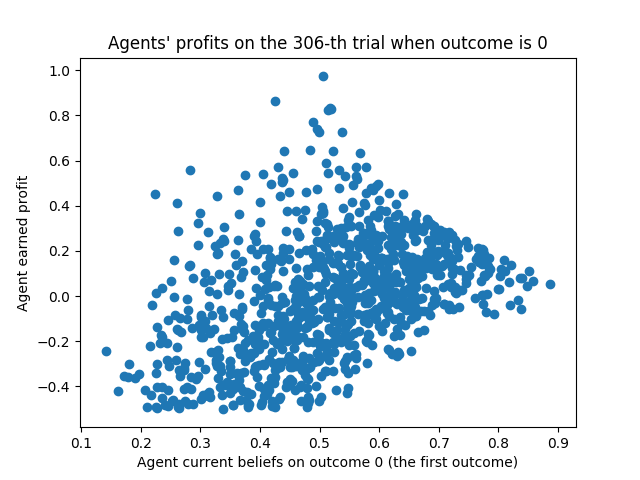 Agents' profits on the 306-th trial when outcome is 0
1.0
0.8
0.6
0.4
0.2
0.0
−0.2
−0.4
Agent earned profit
0.1 0.2 0.3 0.4 0.5 0.6 0.7 0.8 0.9
Agent current beliefs on outcome 0 (the first outcome)